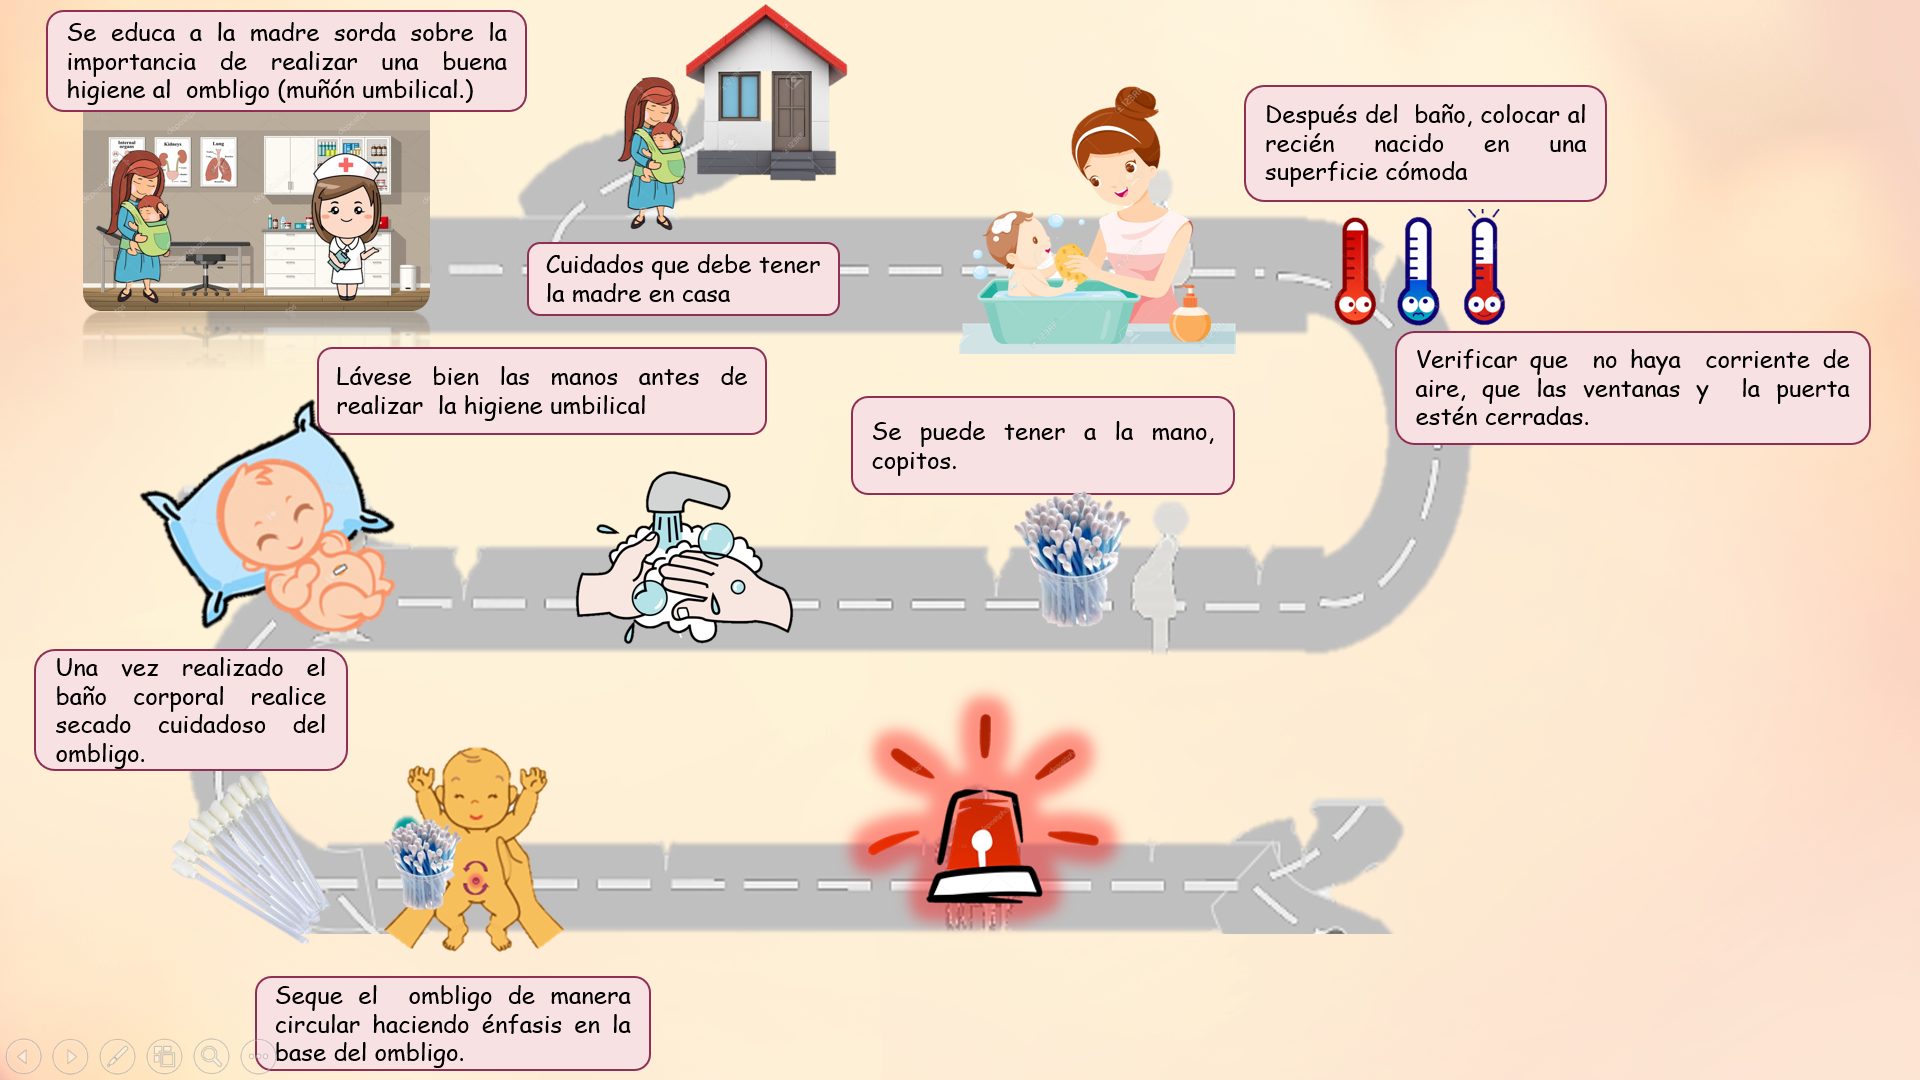 Se educa a la madre sorda sobre la
importancia de realizar una buena
higiene al ombligo (muñón umbilical.)
Internal
organs
Kidneys
Lung
Cuidados que debe tener
la madre en casa
Después del baño, colocar al
recién nacido en una
superficie cómoda
Verificar que no haya corriente de
aire, que las ventanas y la puerta
estén cerradas.
Se puede tener a la mano,
copitos.
Lávese bien las manos antes de
realizar la higiene umbilical
Una vez realizado el
baño corporal realice
secado cuidadoso del
ombligo.
Seque el ombligo de manera
circular haciendo énfasis en la
base del ombligo.